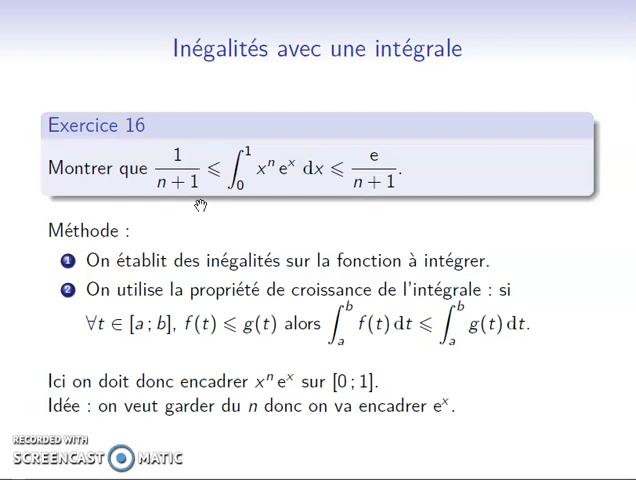 Inégalités avec une intégrale
Exercice 16
Montrer que 1/(n + 1) ⩽ ∫₀¹ xⁿ eˣ dx ⩽ e/(n + 1).
Méthode :
1 On établit des inégalités sur la fonction à intégrer.
2 On utilise la propriété de croissance de l'intégrale : si
∀t ∈ [a ; b], f(t) ⩽ g(t) alors ∫ₐᵇ f(t) dt ⩽ ∫ₐᵇ g(t) dt.
Ici on doit donc encadrer xⁿ eˣ sur [0 ; 1].
Idée : on veut garder du n donc on va encadrer eˣ.
RECORDED WITH
SCREENCAST MATIC